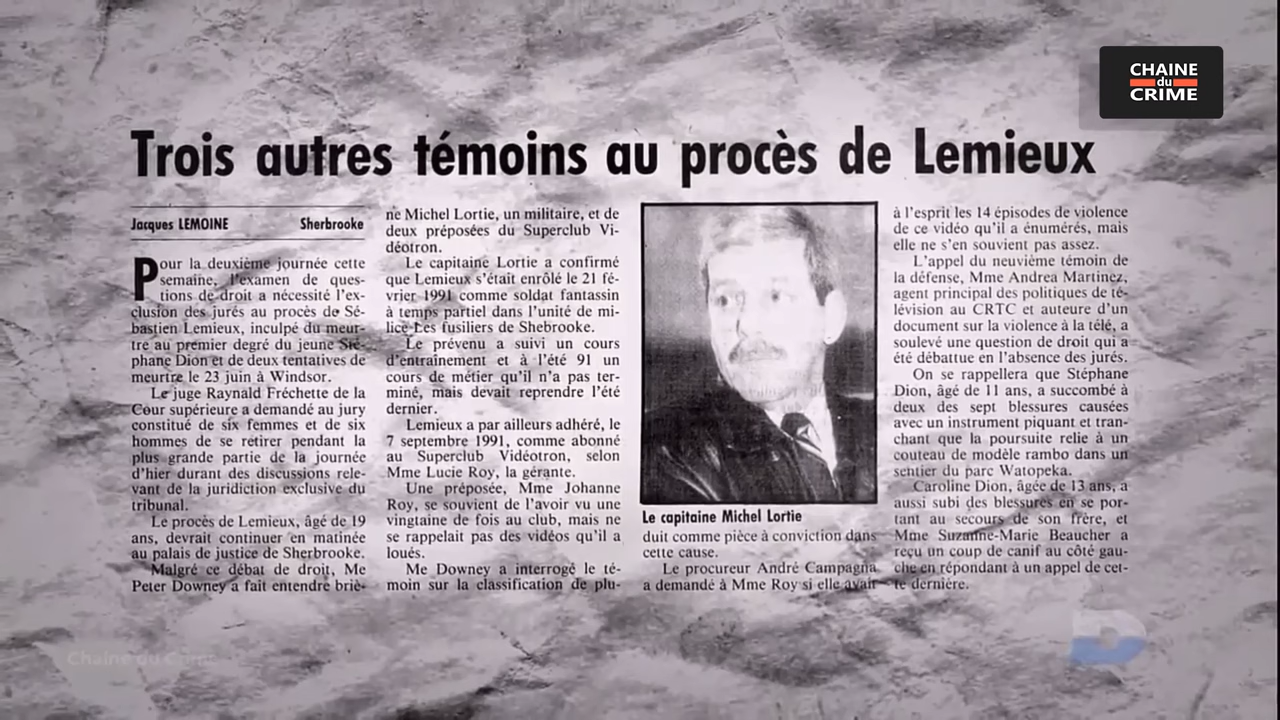 CHAINE
du
CRIME
Trois autres témoins au procès de Lemieux
Jacques LEMOINE Sherbrooke
Pour la deuxième journée cette
semaine, l'examen de ques-
tions de droit a nécessité l'ex-
clusion des jurés au procès de Sé-
bastien Lemieux, inculpé du meur-
tre au premier degré du jeune Sté-
phane Dion et de deux tentatives de
meurtre le 23 juin à Windsor.
Le juge Raynald Fréchette de la
Cour supérieure a demandé au jury
constitué de six femmes et de six
hommes de se retirer pendant la
plus grande partie de la journée
d'hier durant des discussions rele-
vant de la juridiction exclusive du
tribunal.
Le procès de Lemieux, âgé de 19
ans, devrait continuer en matinée
au palais de justice de Sherbrooke.
Malgré ce débat de droit, Me
Peter Downey a fait entendre briè-
ne Michel Lortie, un militaire, et de
deux préposées du Superclub Vi-
déotron.
Le capitaine Lortie a confirmé
que Lemieux s'était enrôlé le 21 fé-
vrier 1991 comme soldat fantassin
à temps partiel dans l'unité de mi-
lice Les fusiliers de Shebrooke.
Le prévenu a suivi un cours
d'entraînement et à l'été 91 un
cours de métier qu'il n'a pas ter-
miné, mais devait reprendre l'été
dernier.
Lemieux a par ailleurs adhéré, le
7 septembre 1991, comme abonné
au Superclub Vidéotron, selon
Mme Lucie Roy, la gérante.
Une préposée, Mme Johanne
Roy, se souvient de l'avoir vu une
vingtaine de fois au club, mais ne
se rappelait pas des vidéos qu'il a
loués.
Me Downey a interrogé le té-
moin sur la classification de plu-
Le capitaine Michel Lortie
duit comme pièce à conviction dans
cette cause.
Le procureur André Campagna
a demandé à Mme Roy si elle avait
à l'esprit les 14 épisodes de violence
de ce vidéo qu'il a énumérés, mais
elle ne s'en souvient pas assez.
L'appel du neuvième témoin de
la défense, Mme Andrea Martinez,
agent principal des politiques de té-
lévision au CRTC et auteure d'un
document sur la violence à la télé, a
soulevé une question de droit qui a
été débattue en l'absence des jurés.
On se rappellera que Stéphane
Dion, âgé de 11 ans, a succombé à
deux des sept blessures causées
avec un instrument piquant et tran-
chant que la poursuite relie à un
couteau de modèle rambo dans un
sentier du parc Watopeka.
Caroline Dion, âgée de 13 ans, a
aussi subi des blessures en se por-
tant au secours de son frère, et
Mme Suzanne-Marie Beaucher a
reçu un coup de canif au côté gau-
che en répondant à un appel de cet-
te dernière.
Chaine du Crime